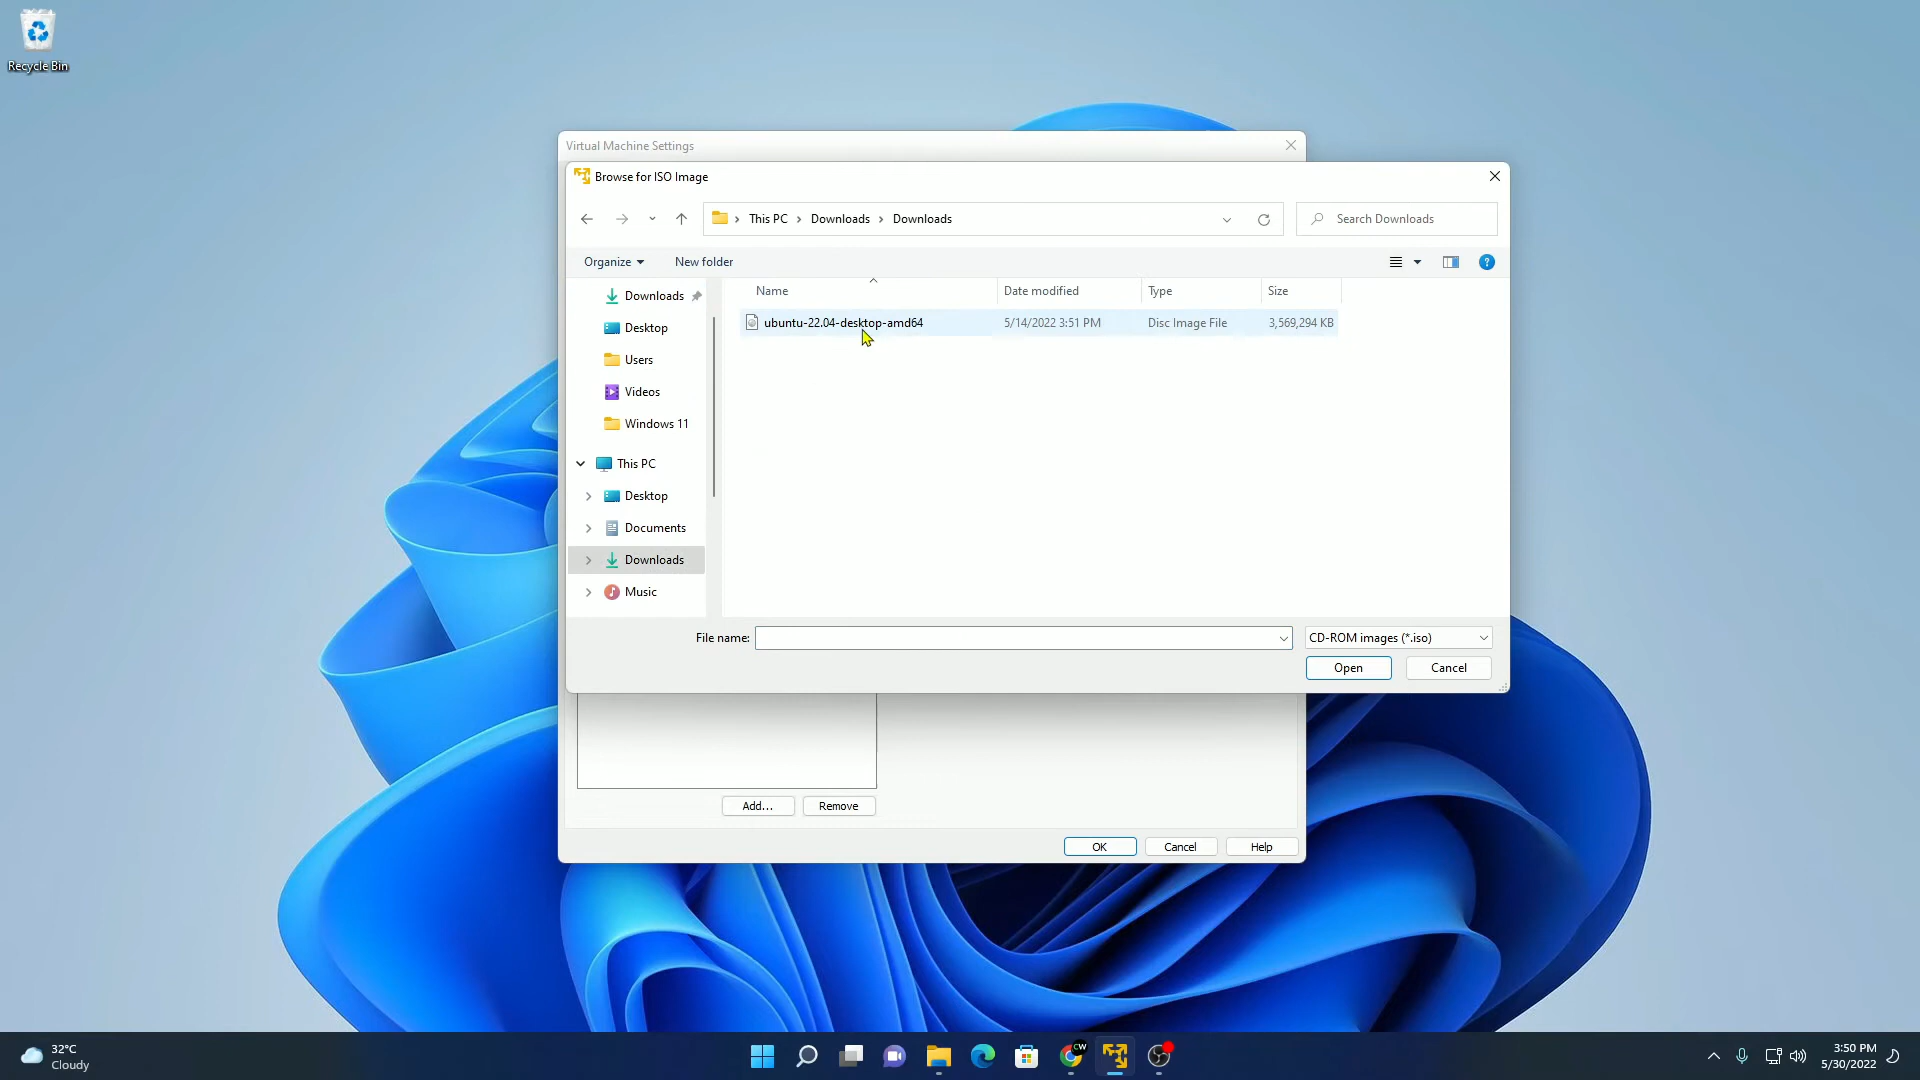 Recycle Bin
Virtual Machine Settings
Browse for ISO Image
This PC
Downloads
Downloads
Search Downloads
Organize
New folder
?
Downloads
Desktop
Users
Videos
Windows 11
This PC
Desktop
Documents
Downloads
Music
Name
Date modified
Type
Size
ubuntu-22.04-desktop-amd64
5/14/2022 3:51 PM
Disc Image File
3,569,294 KB
File name:
CD-ROM images (*.iso)
Open
Cancel
Add...
Remove
OK
Cancel
Help
32°C
Cloudy
CW
3:50 PM
5/30/2022